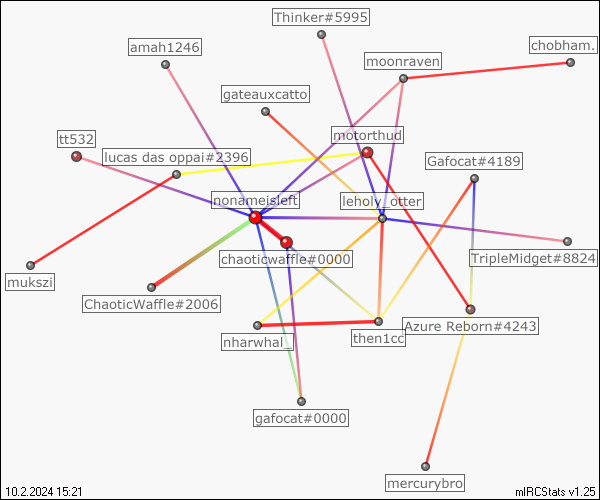 Thinker#5995
amah1246
chobham.
moonraven
gateauxcatto
motorthud
tt532
lucas das oppai#2396
Gafocat#4189
nonameisleft
leholy_otter
chaoticwaffle#0000
TripleMidget#8824
mukszi
ChaoticWaffle#2006
Azure Reborn#4243
then1cc
nharwhal_
gafocat#0000
mercurybro
10.2.2024 15:21
mIRCStats v1.25